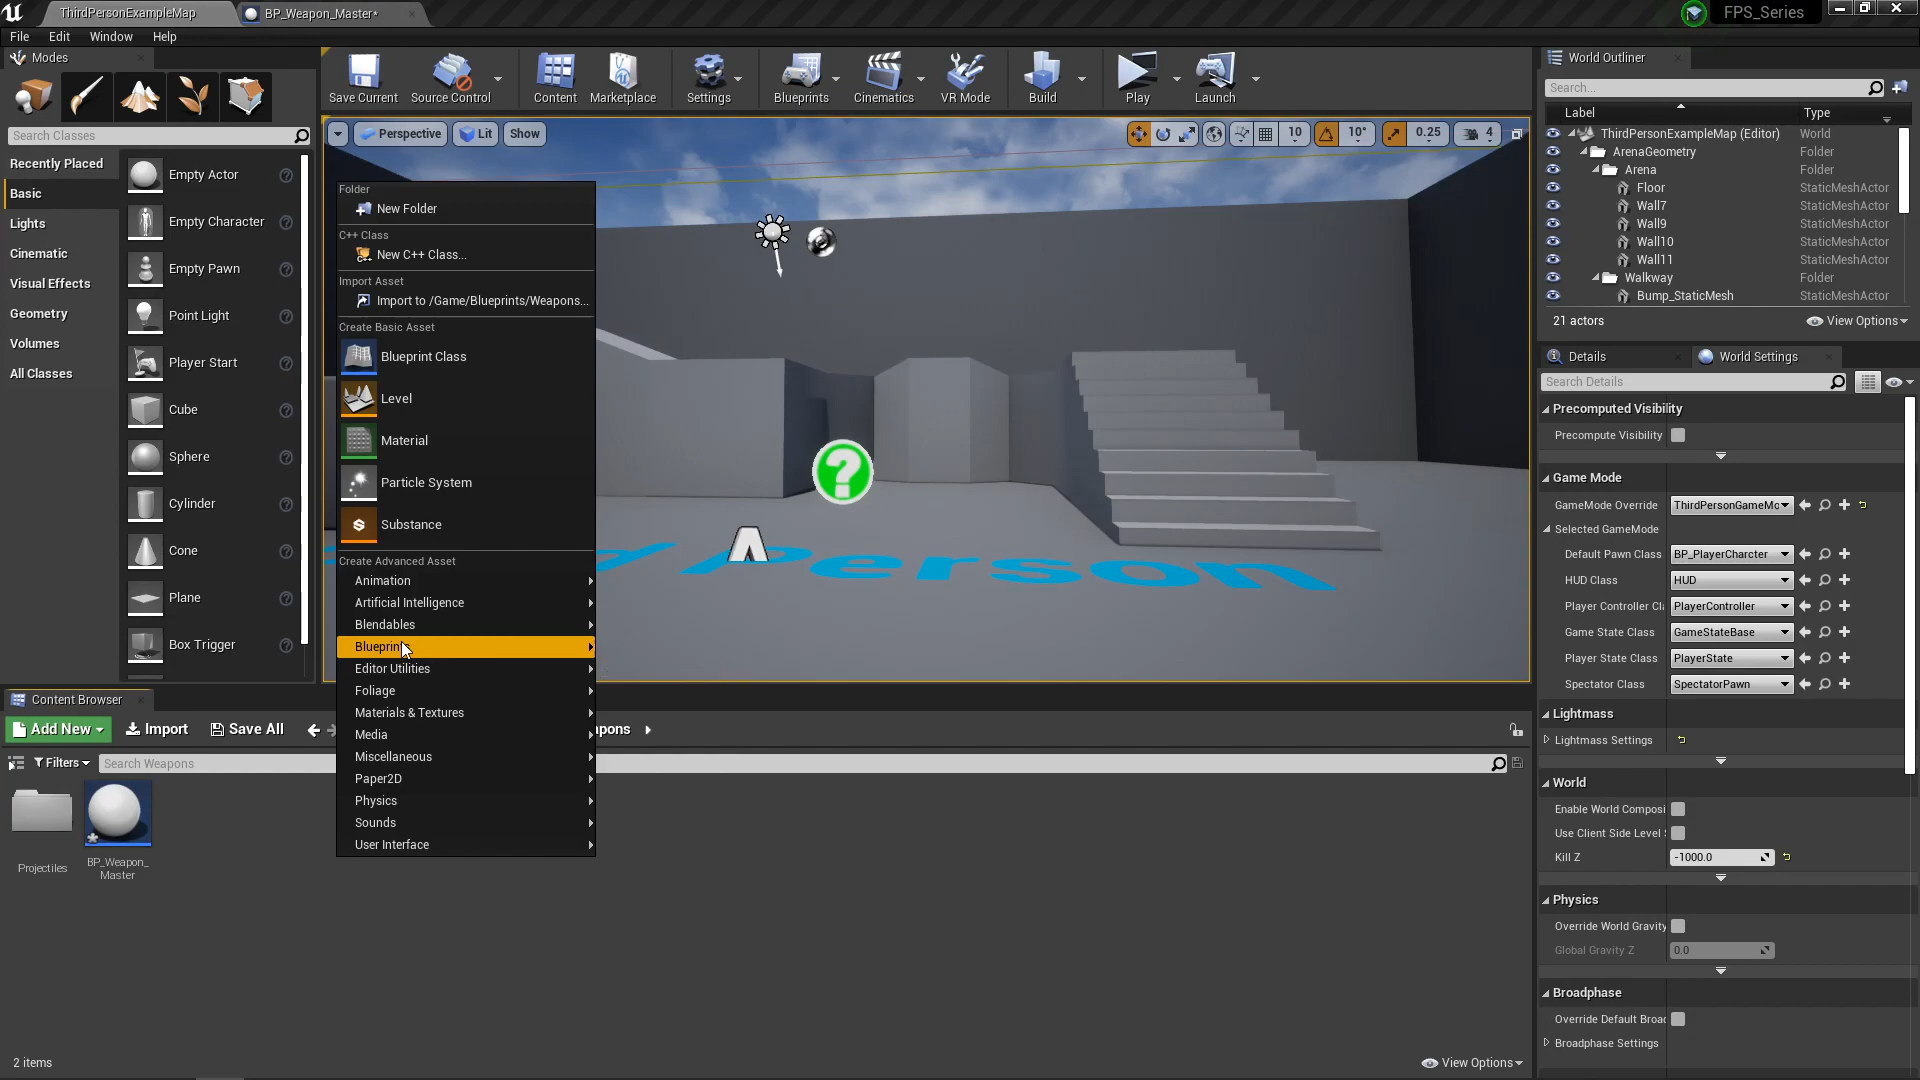 ThirdPersonExampleMap
BP_Weapon_Master*
FPS_Series
File Edit Window Help
Modes
Search Classes
Recently Placed
Basic
Lights
Cinematic
Visual Effects
Geometry
Volumes
All Classes
Empty Actor
Empty Character
Empty Pawn
Point Light
Player Start
Cube
Sphere
Cylinder
Cone
Plane
Box Trigger
Save Current
Source Control
Content
Marketplace
Settings
Blueprints
Cinematics
VR Mode
Build
Play
Launch
Perspective
Lit
Show
10
10°
0.25
4
Folder
New Folder
C++ Class
New C++ Class...
Import Asset
Import to /Game/Blueprints/Weapons...
Create Basic Asset
Blueprint Class
Level
Material
Particle System
Substance
Create Advanced Asset
Animation
Artificial Intelligence
Blendables
Blueprints
Editor Utilities
Foliage
Materials & Textures
Media
Miscellaneous
Paper2D
Physics
Sounds
User Interface
Person
World Outliner
Search...
Label Type
ThirdPersonExampleMap (Editor) World
ArenaGeometry Folder
Arena Folder
Floor StaticMeshActor
Wall7 StaticMeshActor
Wall9 StaticMeshActor
Wall10 StaticMeshActor
Wall11 StaticMeshActor
Walkway Folder
Bump_StaticMesh StaticMeshActor
21 actors
View Options
Details
World Settings
Search Details
Precomputed Visibility
Precompute Visibility
Game Mode
GameMode Override ThirdPersonGameMo
Selected GameMode
Default Pawn Class BP_PlayerCharcter
HUD Class HUD
Player Controller Cl PlayerController
Game State Class GameStateBase
Player State Class PlayerState
Spectator Class SpectatorPawn
Lightmass
Lightmass Settings
World
Enable World Composi
Use Client Side Level
Kill Z -1000.0
Physics
Override World Gravity
Global Gravity Z 0.0
Broadphase
Override Default Broad
Broadphase Settings
Content Browser
Add New Import Save All
apons
Filters
Search Weapons
Projectiles
BP_Weapon_
Master
2 items
View Options